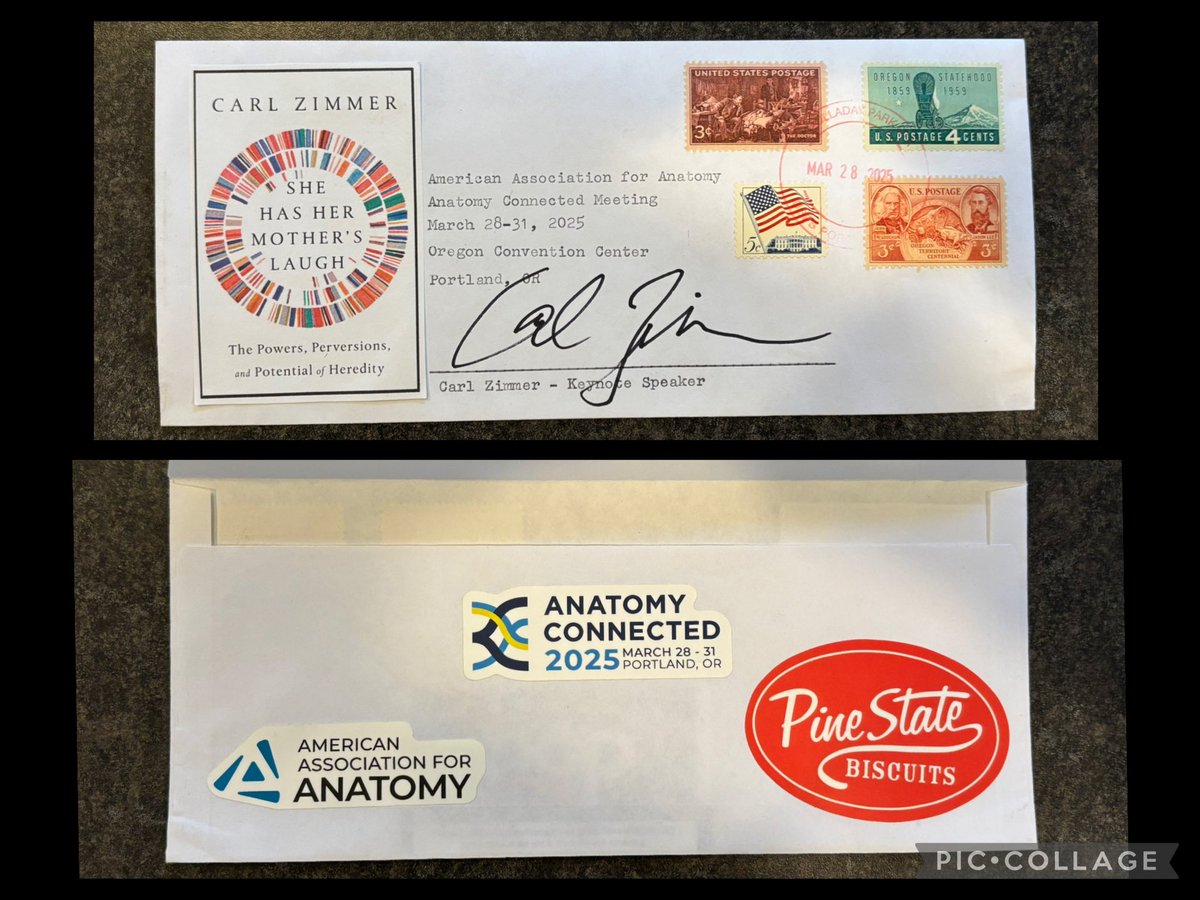 CARL ZIMMER
SHE
HAS HER
MOTHER'S
LAUGH
The Powers, Perversions,
and Potential of Heredity
American Association for Anatomy
Anatomy Connected Meeting
March 28-31, 2025
Oregon Convention Center
Portland, OR
Carl Zimmer - Keynote Speaker
UNITED STATES POSTAGE
3¢
THE DOCTOR
OREGON STATEHOOD
1859 1959
U.S. POSTAGE 4 CENTS
MAR 28 2025
5c
U.S. POSTAGE
3¢ OREGON 3¢
TERRITORY
CENTENNIAL
ANATOMY
CONNECTED
2025 MARCH 28 - 31
PORTLAND, OR
AMERICAN
ASSOCIATION FOR
ANATOMY
Pine State
BISCUITS
PIC•COLLAGE